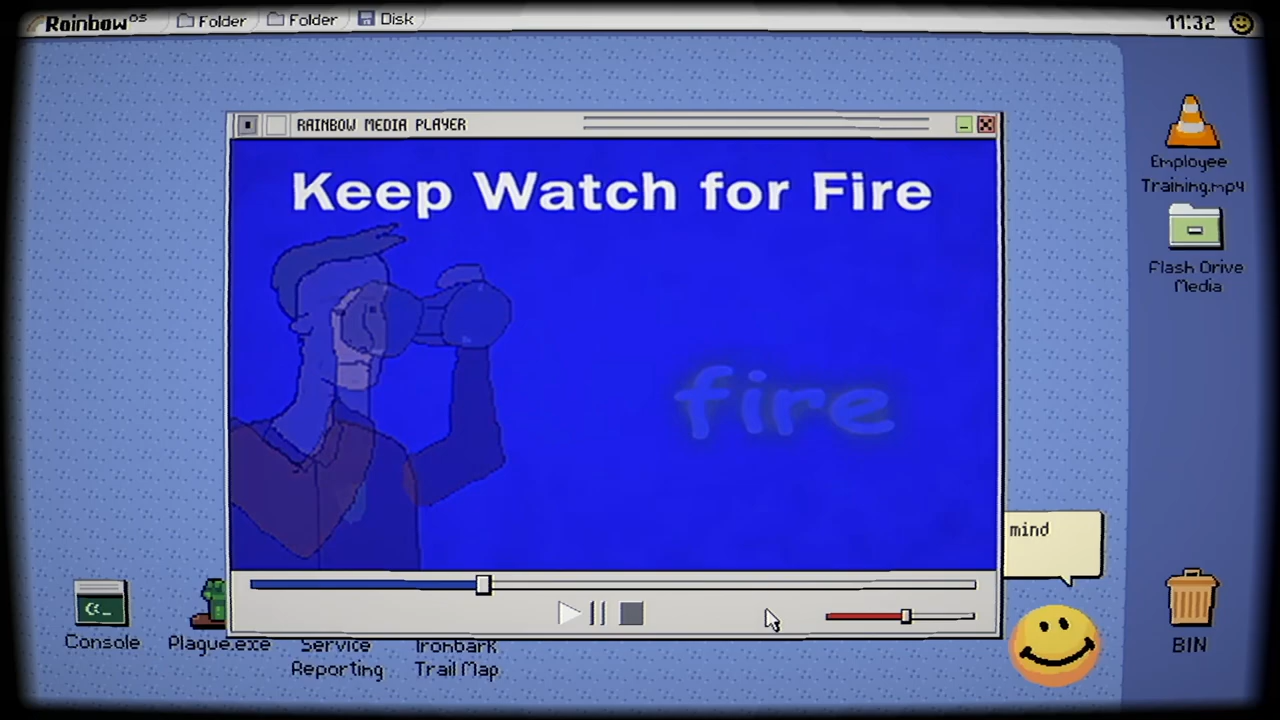 Rainbow OS
Folder
Folder
Disk
11:32
RAINBOW MEDIA PLAYER
Keep Watch for Fire
fire
Employee
Training.mp4
Flash Drive
Media
mind
Console
Plague.exe
Service
Reporting
Ironbark
Trail Map
BIN